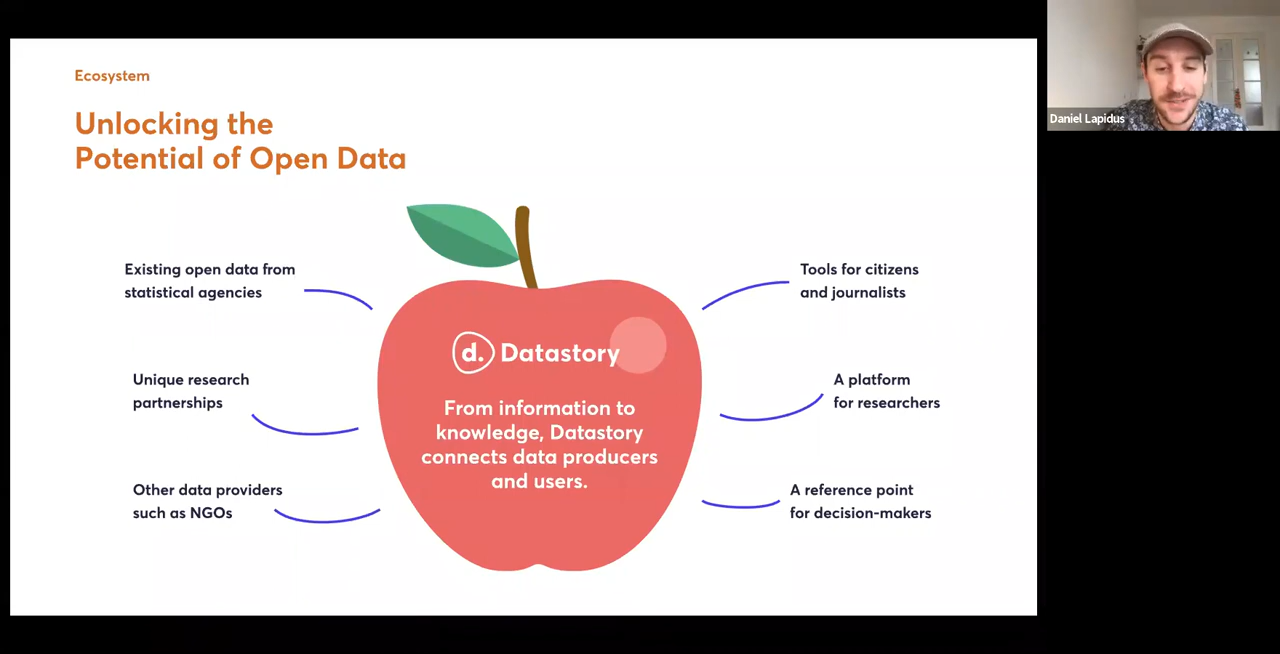 Ecosystem
Unlocking the
Potential of Open Data
Existing open data from
statistical agencies
Unique research
partnerships
Other data providers
such as NGOs
d. Datastory
From information to
knowledge, Datastory
connects data producers
and users.
Tools for citizens
and journalists
A platform
for researchers
A reference point
for decision-makers
Daniel Lapidus